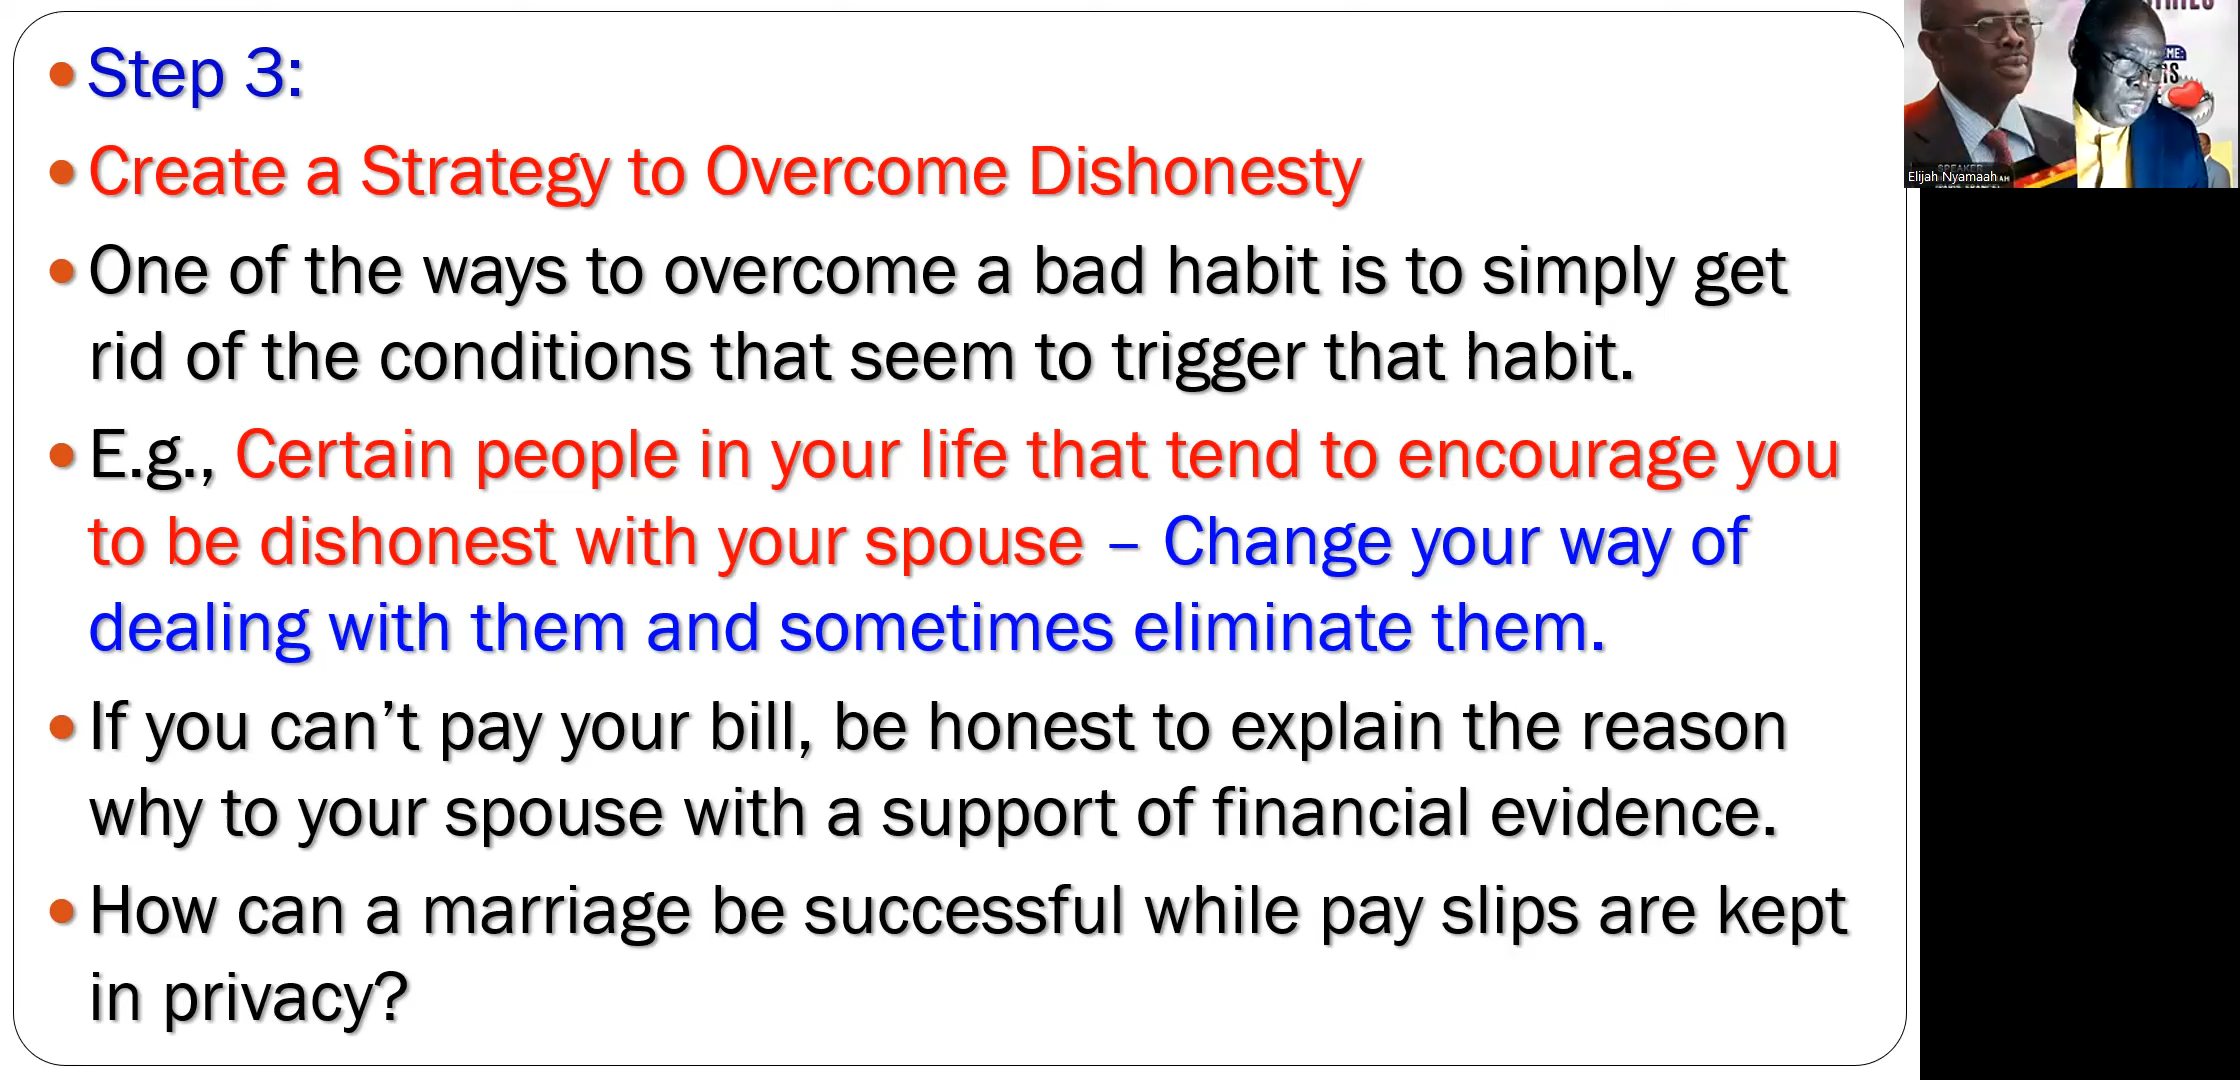 Step 3:
Create a Strategy to Overcome Dishonesty
One of the ways to overcome a bad habit is to simply get
rid of the conditions that seem to trigger that habit.
E.g., Certain people in your life that tend to encourage you
to be dishonest with your spouse – Change your way of
dealing with them and sometimes eliminate them.
If you can’t pay your bill, be honest to explain the reason
why to your spouse with a support of financial evidence.
How can a marriage be successful while pay slips are kept
in privacy?
SPEAKER
Elijah Nyamaah